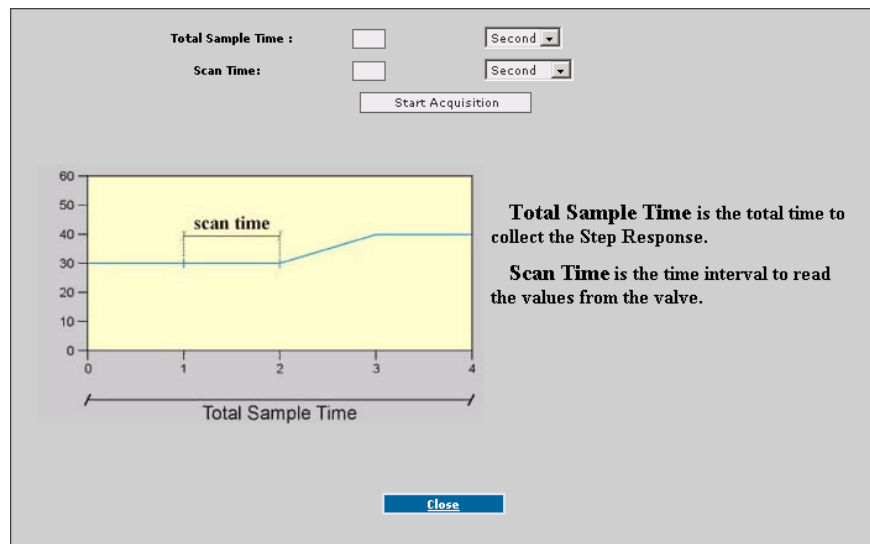 Total Sample Time : Second
Scan Time: Second
Start Acquisition
60
50
40
30
20
10
0
scan time
0 1 2 3 4
Total Sample Time
Total Sample Time is the total time to
collect the Step Response.
Scan Time is the time interval to read
the values from the valve.
Close